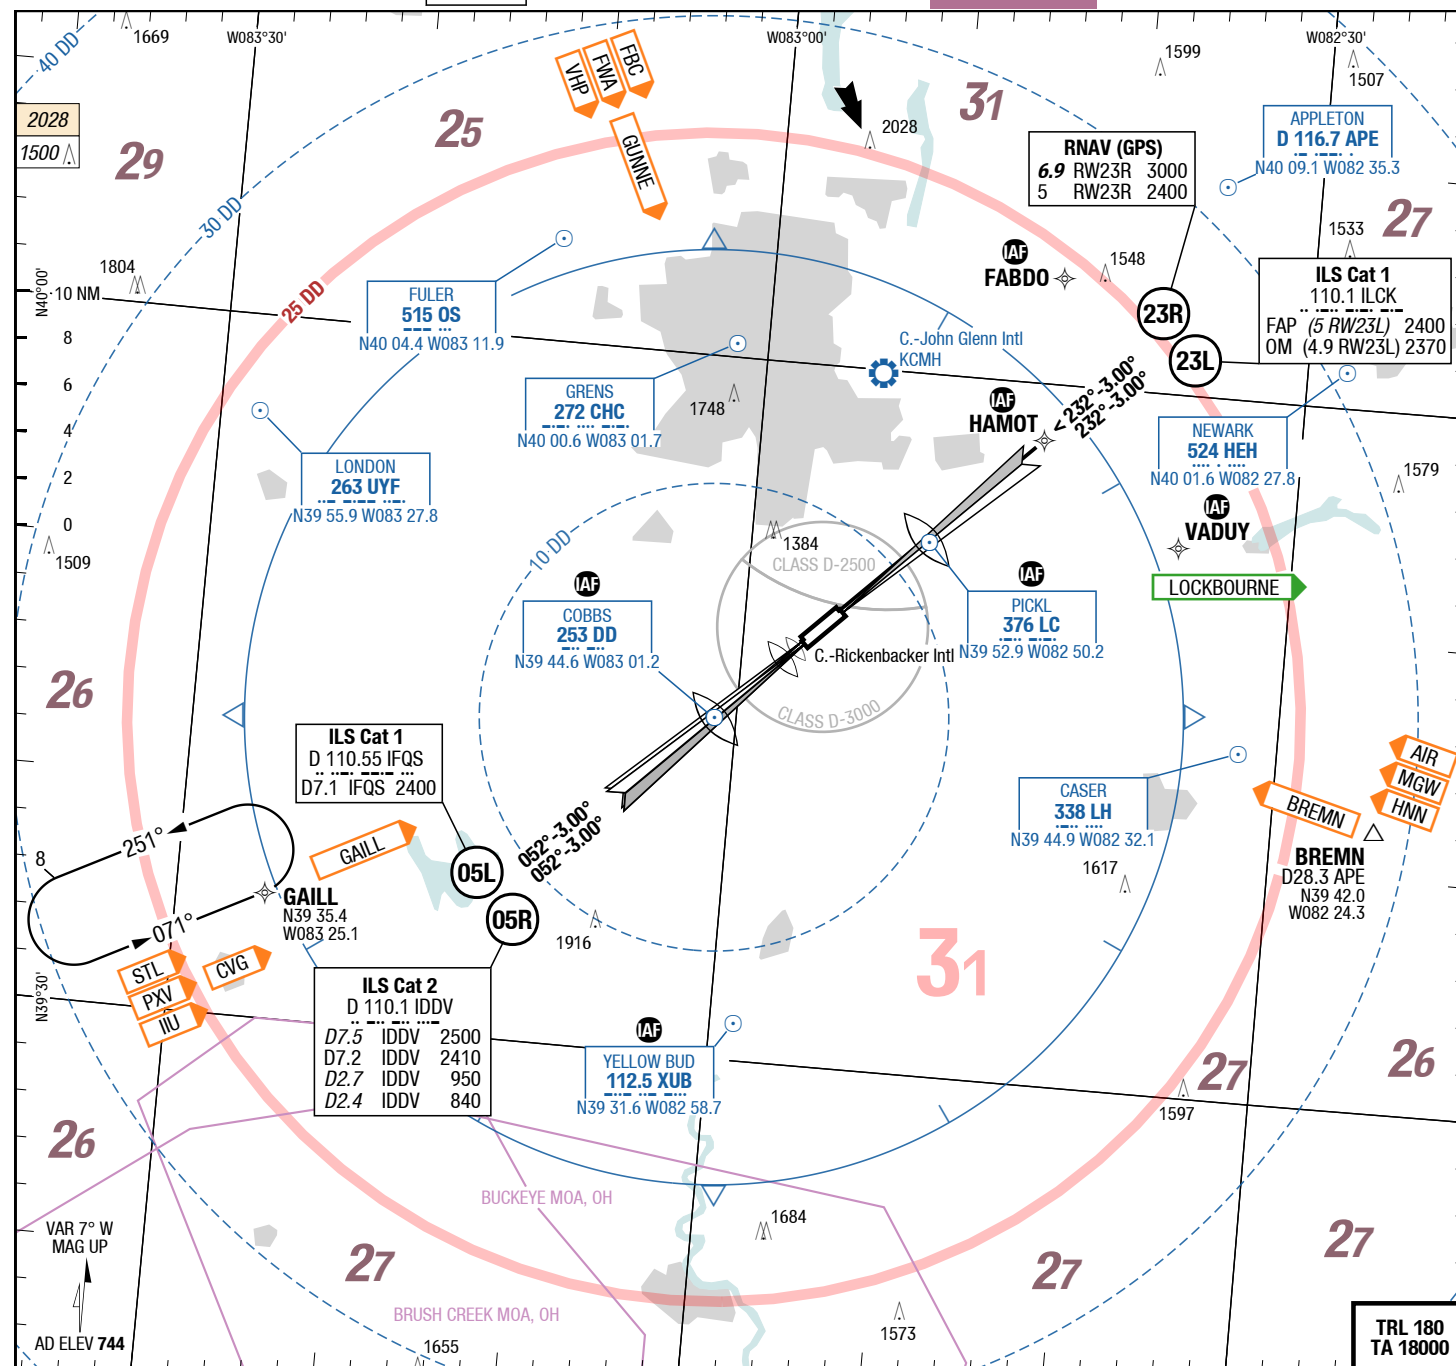 40 DD
1669
W083°30'
W083°00'
W082°30'
1599
1507
FBC
FWA
VHP
GUNNE
2028
1500
29
25
31
2028
APPLETON
D 116.7 APE
N40 09.1 W082 35.3
RNAV (GPS)
6.9 RW23R 3000
5 RW23R 2400
27
30 DD
1804
N40°00'
10 NM
8
6
4
2
0
25 DD
FULER
515 OS
N40 04.4 W083 11.9
IAF
FABDO
1548
1533
ILS Cat 1
110.1 ILCK
FAP (5 RW23L) 2400
OM (4.9 RW23L) 2370
23R
23L
C.-John Glenn Intl
KCMH
GRENS
272 CHC
N40 00.6 W083 01.7
1748
IAF
HAMOT
< 232°-3.00°
232°-3.00°
NEWARK
524 HEH
N40 01.6 W082 27.8
LONDON
263 UYF
N39 55.9 W083 27.8
1579
1509
IAF
VADUY
LOCKBOURNE
10 DD
1384
CLASS D-2500
IAF
COBBS
253 DD
N39 44.6 W083 01.2
IAF
PICKL
376 LC
N39 52.9 W082 50.2
C.-Rickenbacker Intl
CLASS D-3000
26
ILS Cat 1
D 110.55 IFQS
D7.1 IFQS 2400
AIR
MGW
HNN
BREMN
CASER
338 LH
N39 44.9 W082 32.1
BREMN
D28.3 APE
N39 42.0
W082 24.3
251°
8
071°
GAILL
GAILL
N39 35.4
W083 25.1
05L
05R
052°-3.00°
052°-3.00°
1617
1916
31
STL
PXV
IIU
CVG
N39°30'
ILS Cat 2
D 110.1 IDDV
D7.5 IDDV 2500
D7.2 IDDV 2410
D2.7 IDDV 950
D2.4 IDDV 840
IAF
YELLOW BUD
112.5 XUB
N39 31.6 W082 58.7
27
26
1597
26
BUCKEYE MOA, OH
1684
VAR 7° W
MAG UP
27
27
27
BRUSH CREEK MOA, OH
AD ELEV 744
1655
1573
TRL 180
TA 18000